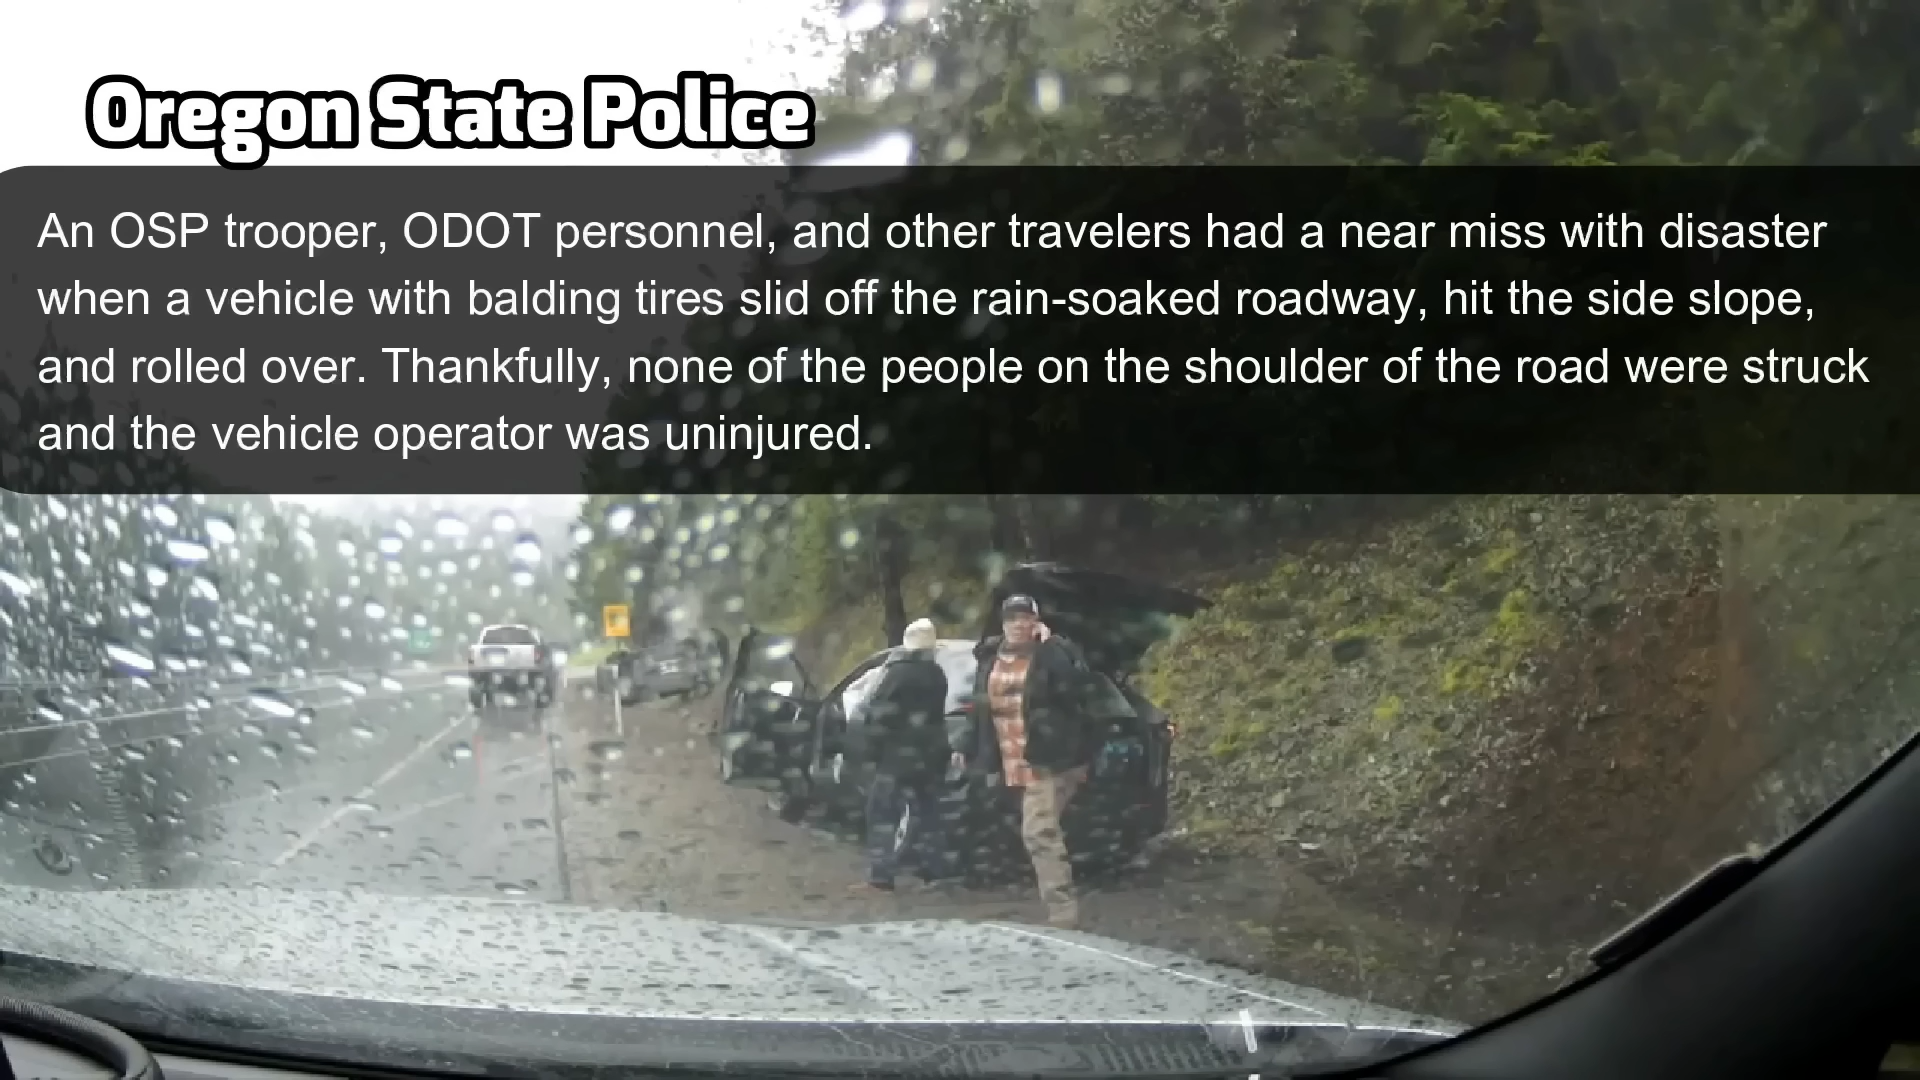 Oregon State Police
An OSP trooper, ODOT personnel, and other travelers had a near miss with disaster
when a vehicle with balding tires slid off the rain-soaked roadway, hit the side slope,
and rolled over. Thankfully, none of the people on the shoulder of the road were struck
and the vehicle operator was uninjured.